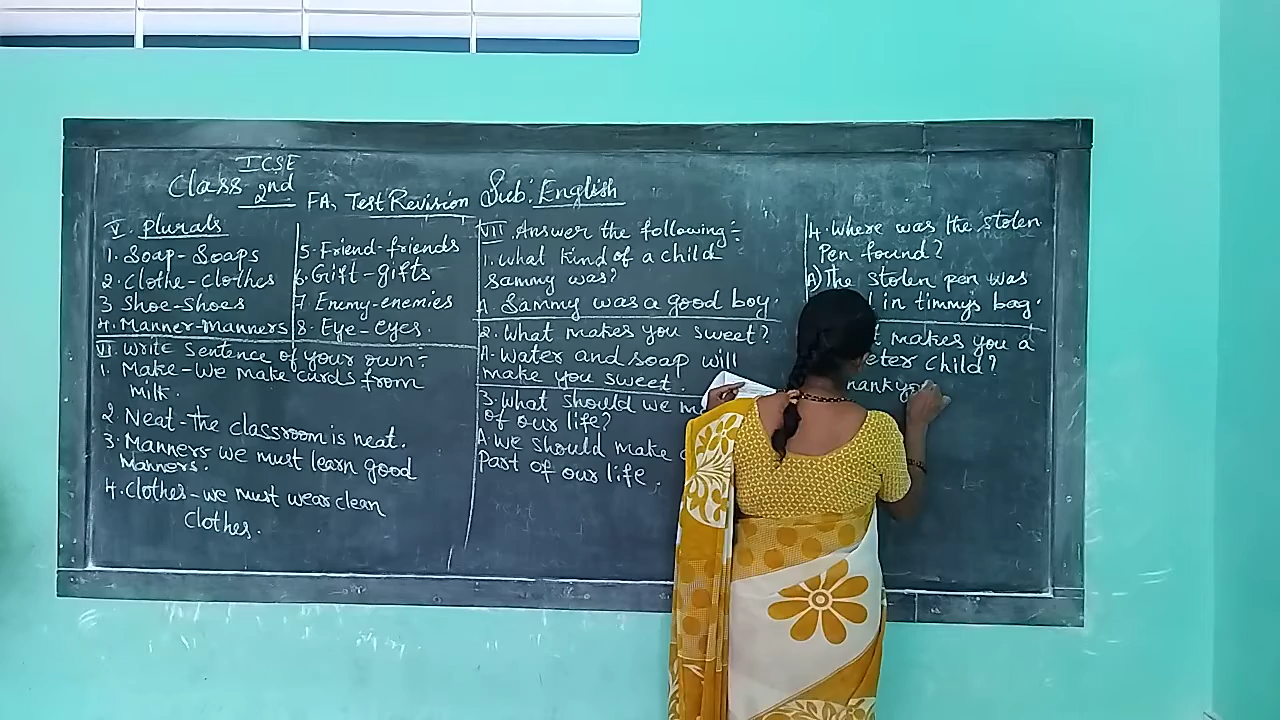 ICSE
Class 2nd FA, Test Revision Sub: English
V. plurals
1. Soap - Soaps
2. Clothe - clothes
3 Shoe - Shoes
4. Manner - manners
5. Friend - friends
6. Gift - gifts
7 Enemy - enemies
8. Eye - eyes.
VI. Write Sentence of your own:-
1. Make - We make curds from
milk.
2 Neat - the classroom is neat.
3. Manners we must learn good
Manners.
4. Clothes - we must wear clean
Clothes.
VII. Answer the following:-
1. What kind of a child
Sammy was?
A Sammy was a good boy.
2. What makes you sweet?
A. Water and soap will
make you sweet.
3. What should we
of our life?
A we should make
Part of our life.
4. Where was the stolen
Pen found?
A) The stolen pen was
in timmy's bag.
makes you a
child?